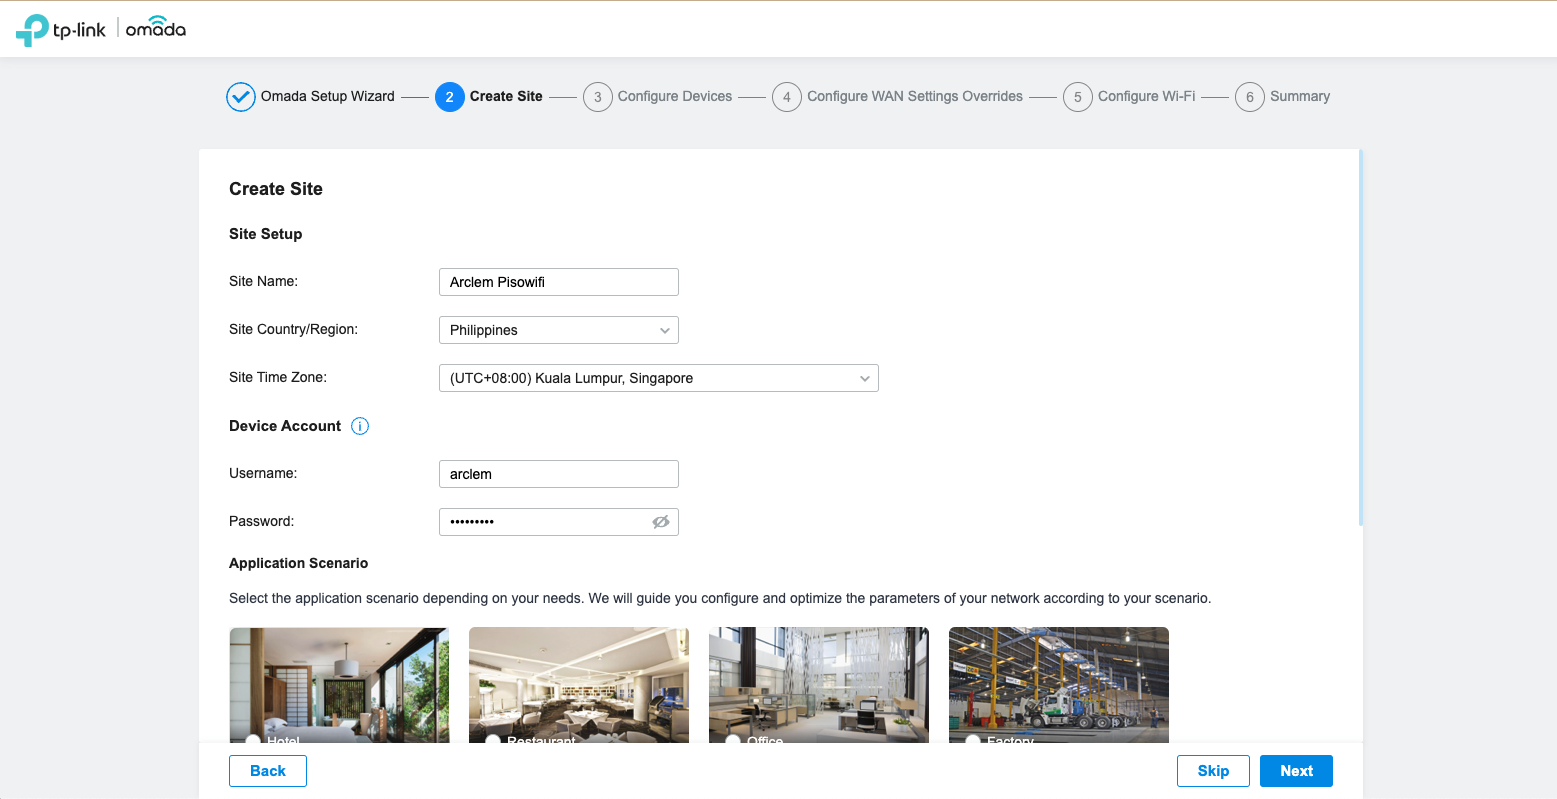 tp-link | omada
Omada Setup Wizard 2 Create Site 3 Configure Devices 4 Configure WAN Settings Overrides 5 Configure Wi-Fi 6 Summary
Create Site
Site Setup
Site Name: Arclem Pisowifi
Site Country/Region: Philippines
Site Time Zone: (UTC+08:00) Kuala Lumpur, Singapore
Device Account
Username: arclem
Password: •••••••••
Application Scenario
Select the application scenario depending on your needs. We will guide you configure and optimize the parameters of your network according to your scenario.
Hotel Restaurant Office Factory
Back Skip Next